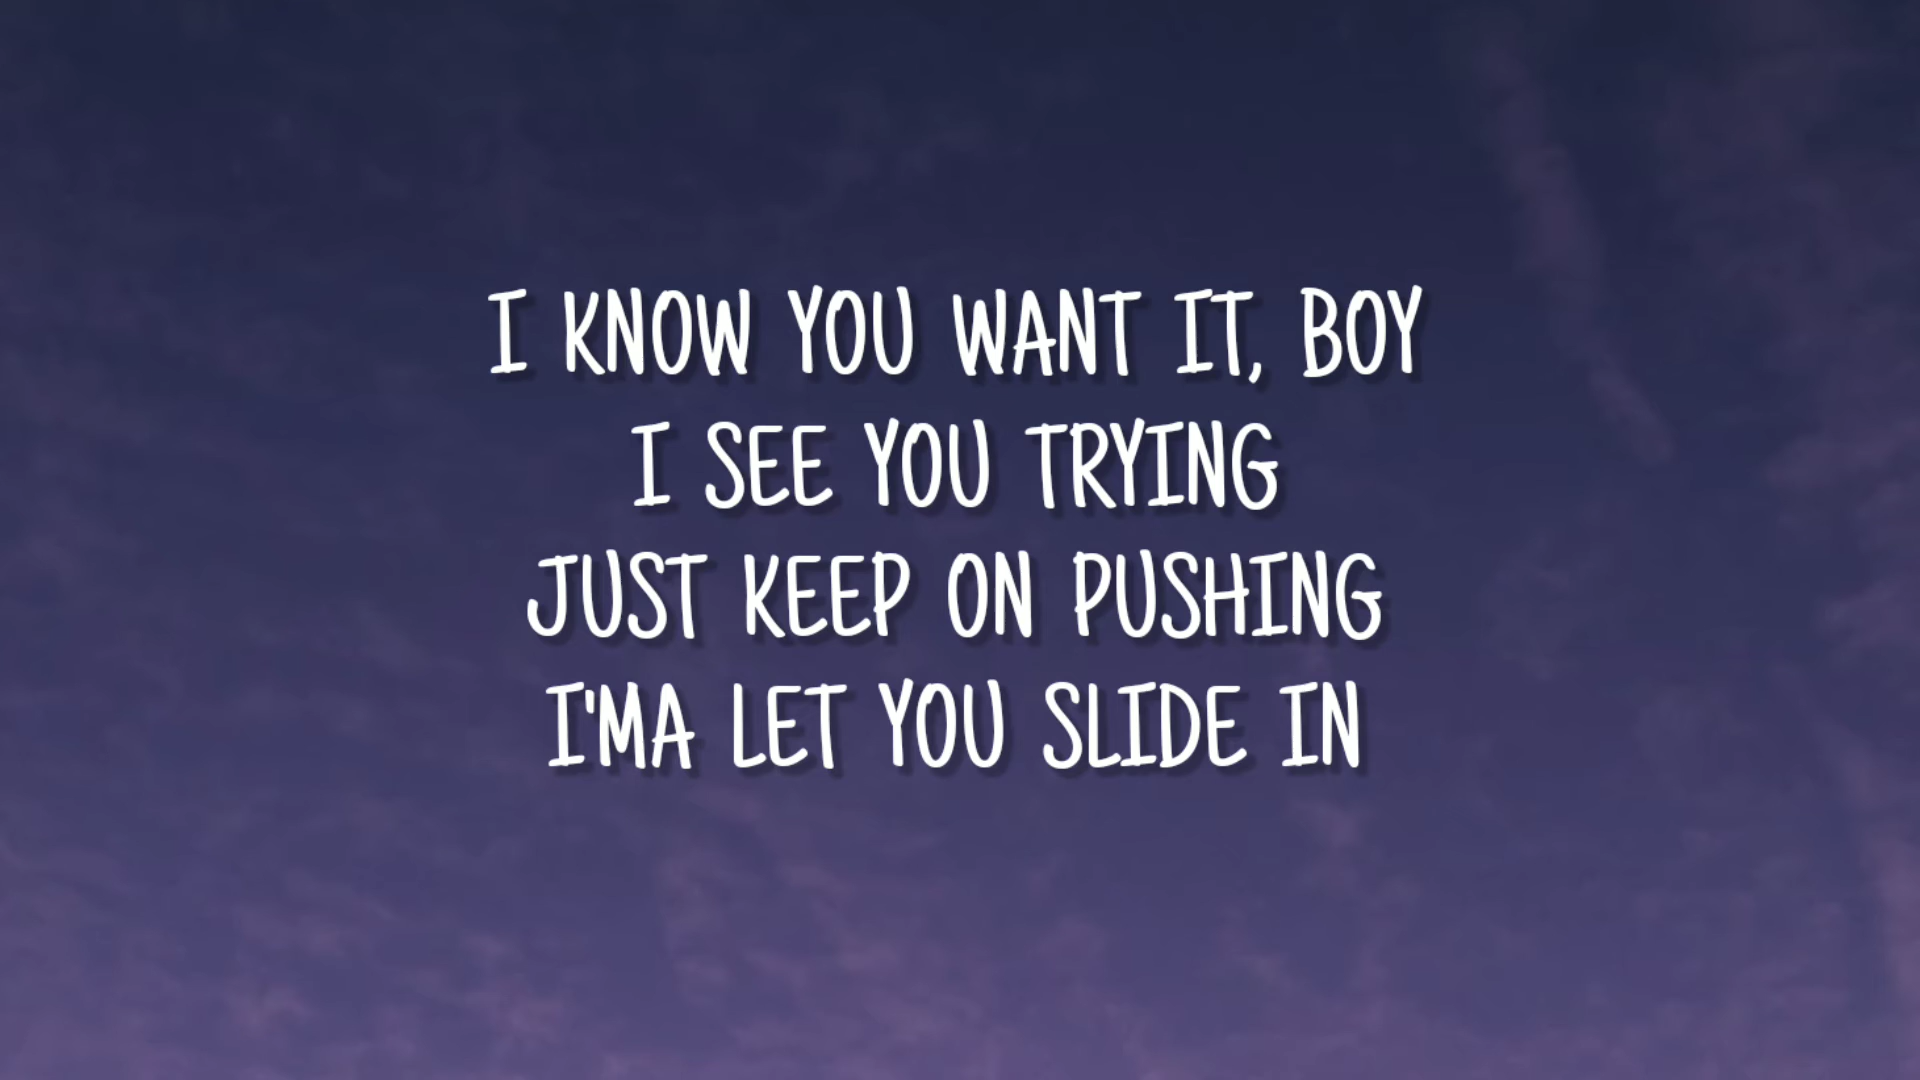 I KNOW YOU WANT IT, BOY
I SEE YOU TRYING
JUST KEEP ON PUSHING
I'MA LET YOU SLIDE IN